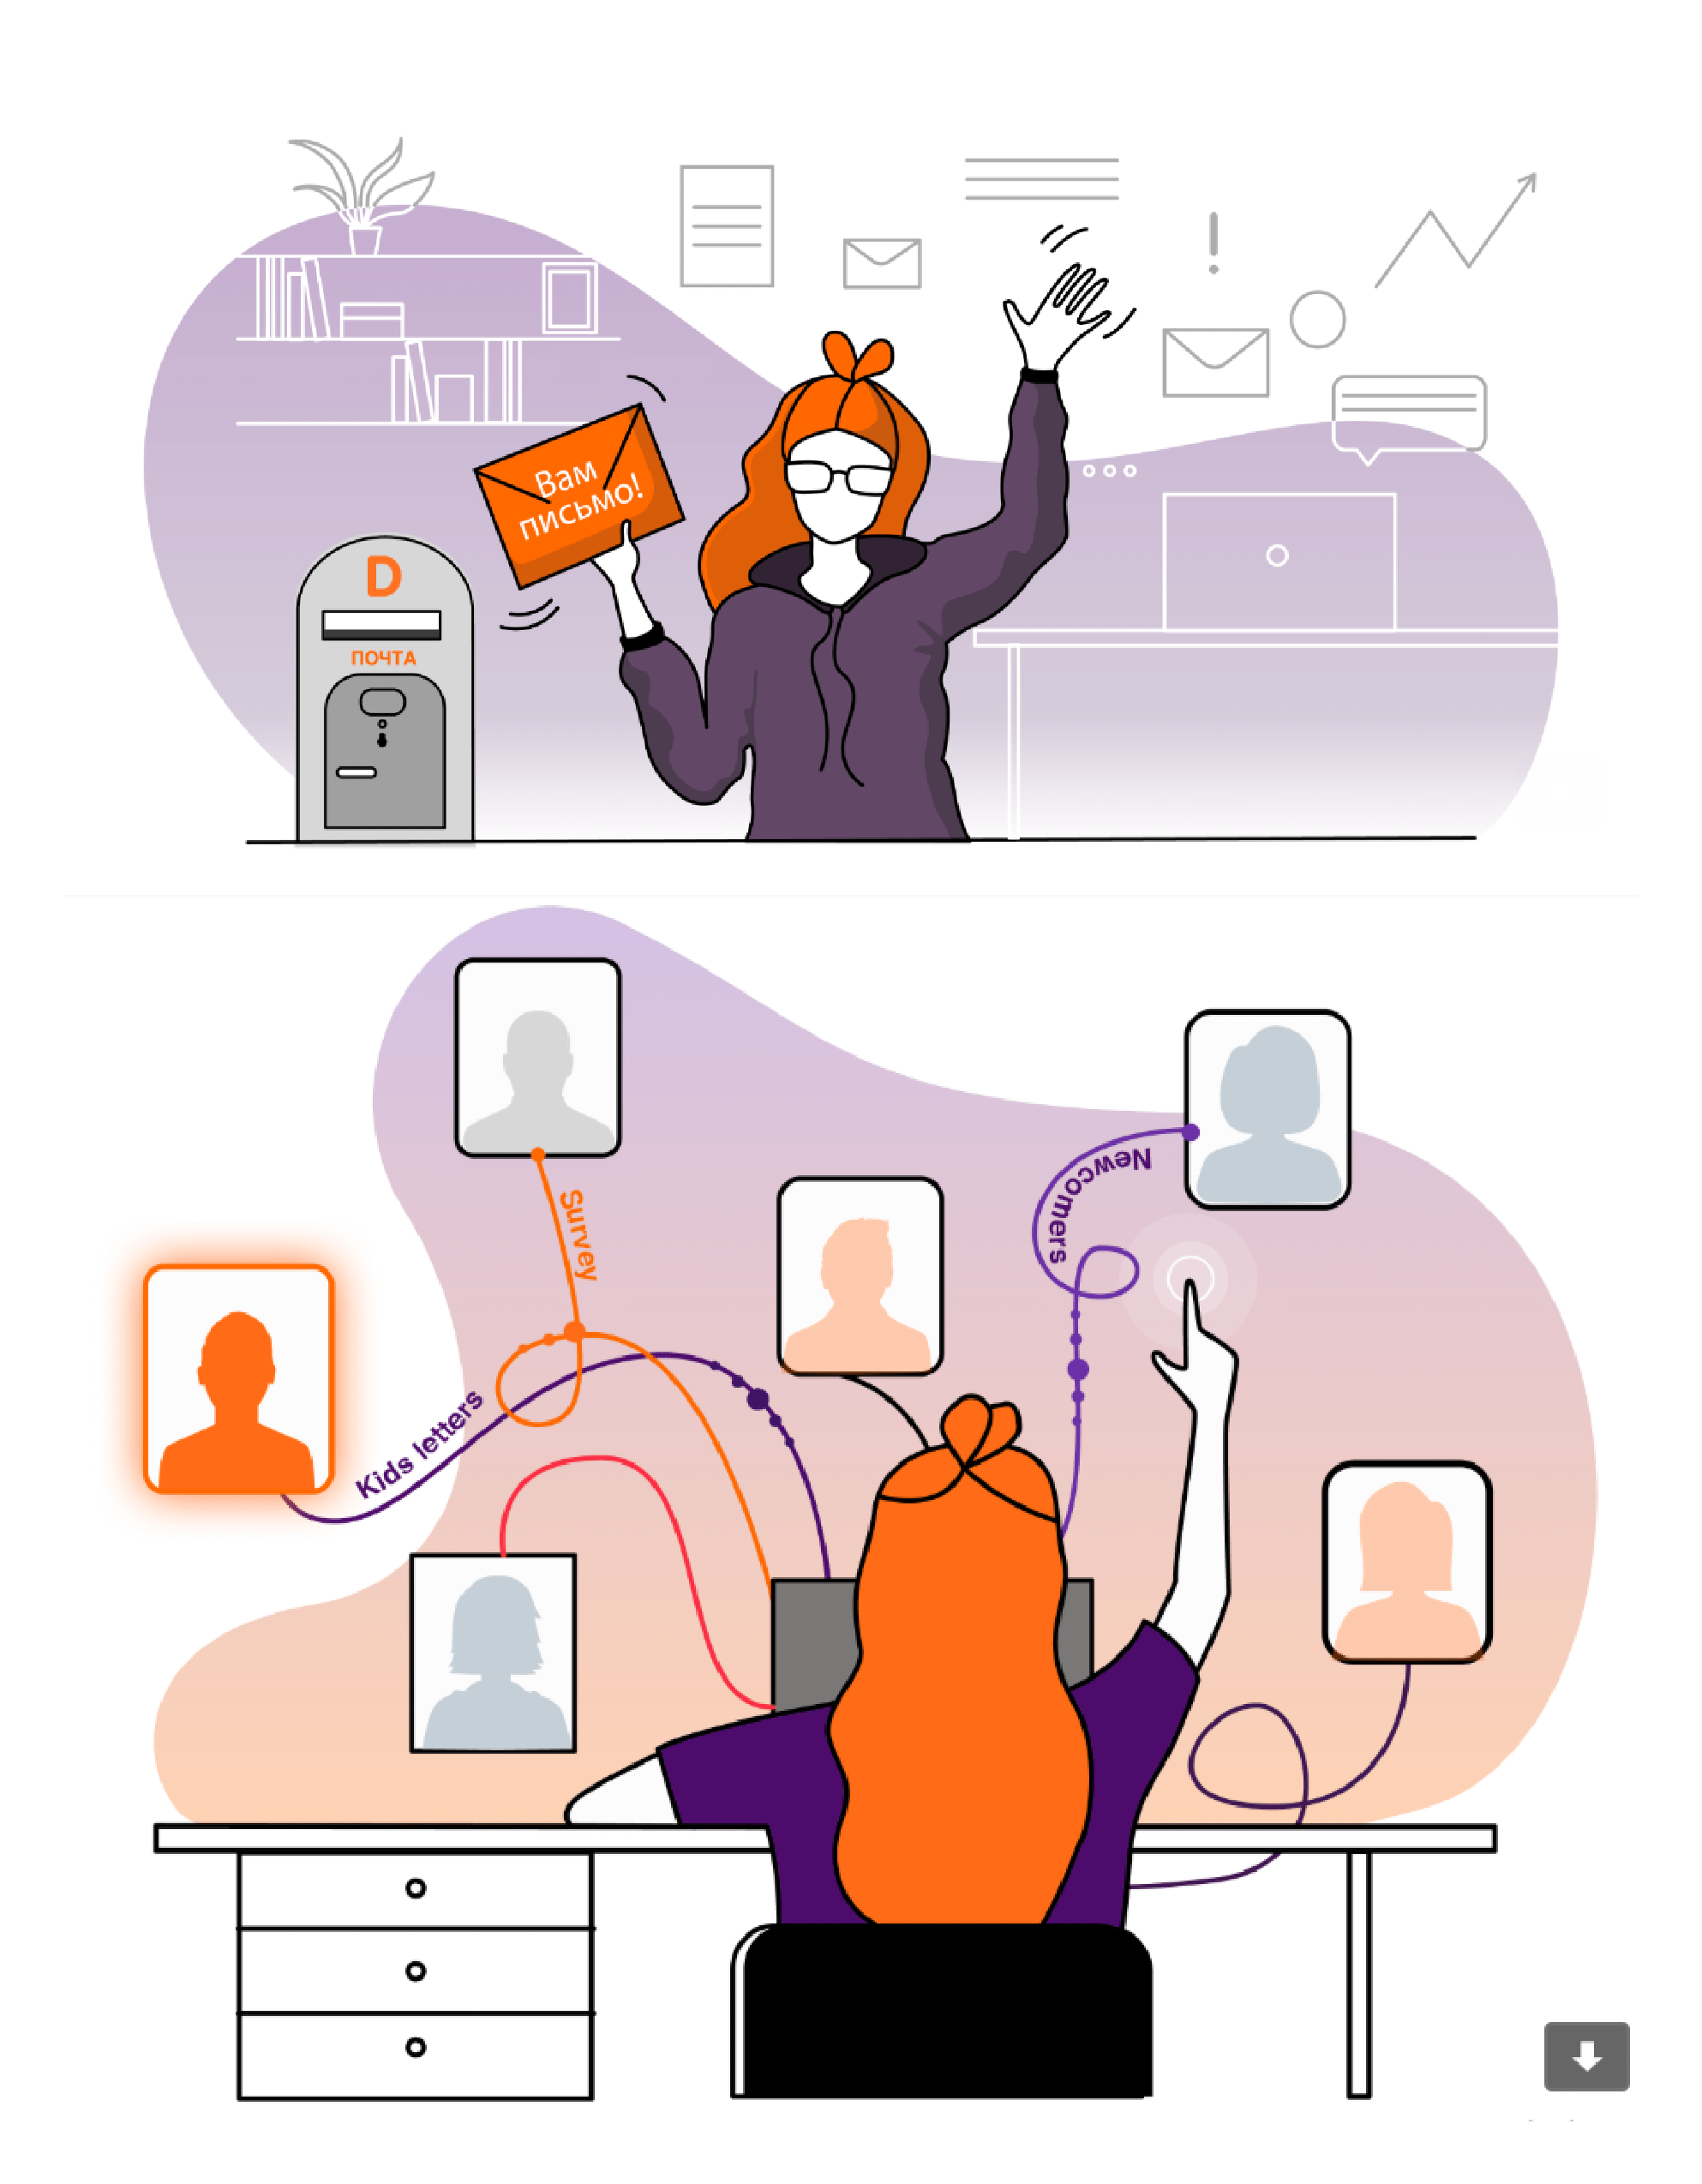 Вам
письмо!
D
ПОЧТА
Survey
Newcomers
Kids letters